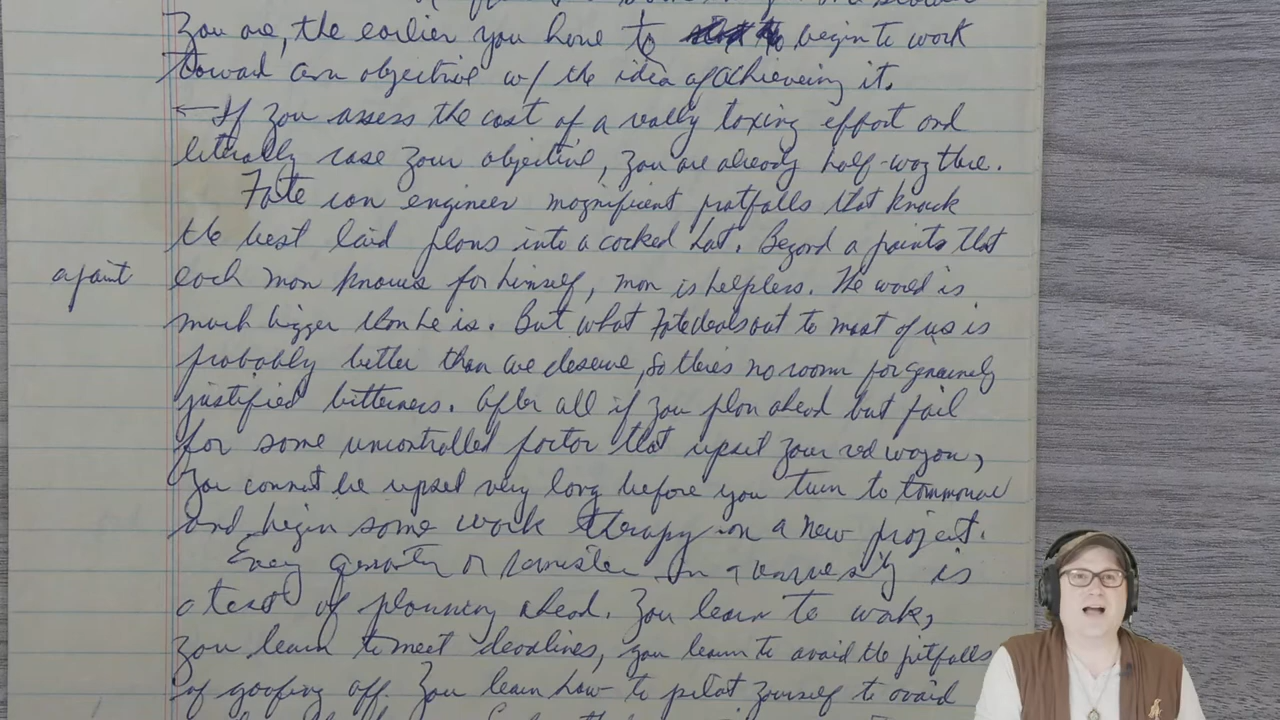 you are, the earlier you have to begin to work
toward an objective w/ the idea of achieveing it.
← If you assess the cost of a really taxing effort and
literally case your objective, you are already half-way there.
Fate can engineer magnificent pratfalls that knock
the best laid plans into a cocked hat. Beyond a points that
a point
each man knows for himself, man is helpless. The world is
much bigger than he is. But what Fate deals out to most of us is
probably better than we deserve, so there's no room for genuinely
justified bitterness. After all if you plan ahead but fail
for some uncontrolled factor that upset your red wagon,
you cannot be upset very long before you turn to tomorrow
and begin some work therapy on a new project.
Every quarter or semester in a university is
a test of planning ahead. You learn to work,
you learn to meet deadlines, you learn to avoid the pitfalls
of goofing off. You learn how to pilot yourself to avoid